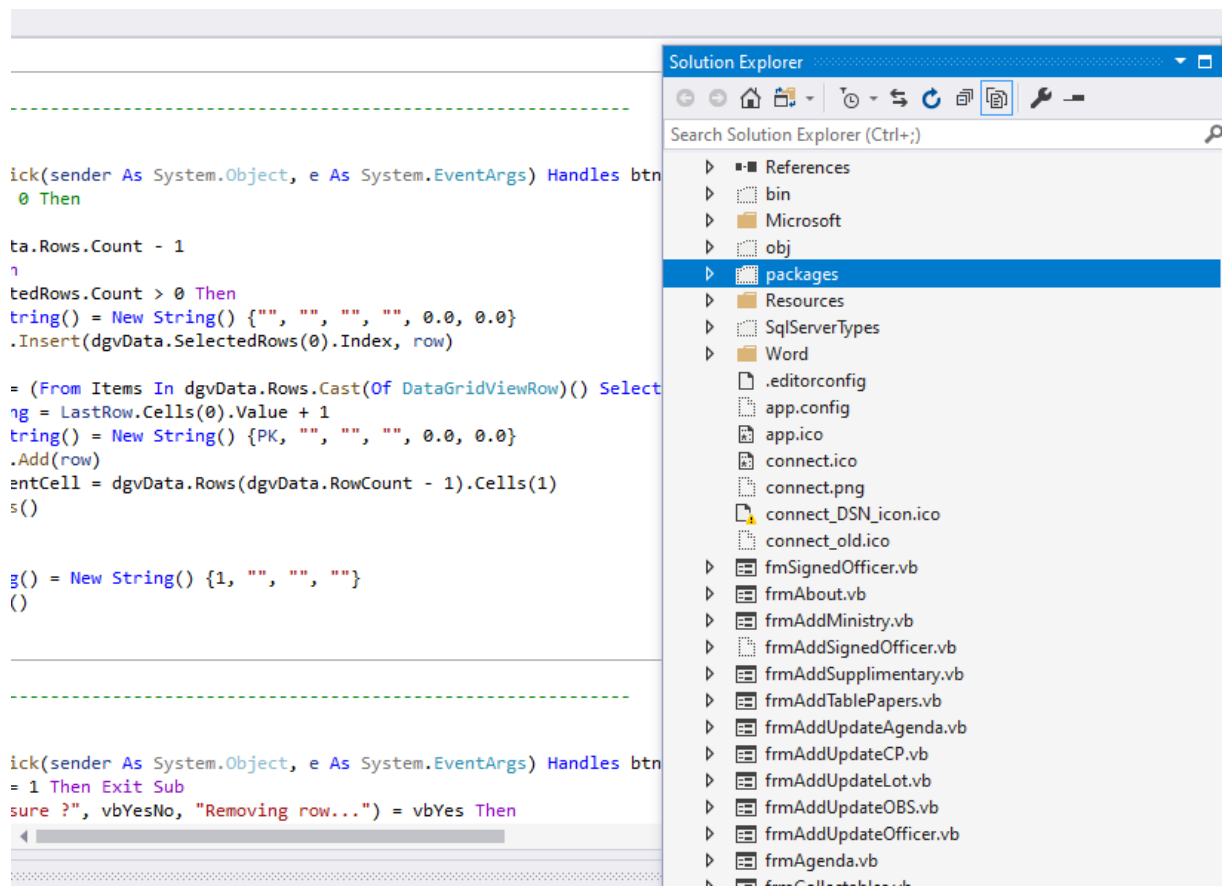 ick(sender As System.Object, e As System.EventArgs) Handles btn
0 Then
ta.Rows.Count - 1
n
tedRows.Count > 0 Then
tring() = New String() {"", "", "", "", 0.0, 0.0}
.Insert(dgvData.SelectedRows(0).Index, row)
= (From Items In dgvData.Rows.Cast(Of DataGridViewRow)() Select
ng = LastRow.Cells(0).Value + 1
tring() = New String() {PK, "", "", "", 0.0, 0.0}
.Add(row)
entCell = dgvData.Rows(dgvData.RowCount - 1).Cells(1)
s()
g() = New String() {1, "", "", ""}
()
ick(sender As System.Object, e As System.EventArgs) Handles btn
= 1 Then Exit Sub
sure ?", vbYesNo, "Removing row...") = vbYes Then
Solution Explorer
Search Solution Explorer (Ctrl+;)
References
bin
Microsoft
obj
packages
Resources
SqlServerTypes
Word
.editorconfig
app.config
app.ico
connect.ico
connect.png
connect_DSN_icon.ico
connect_old.ico
fmSignedOfficer.vb
frmAbout.vb
frmAddMinistry.vb
frmAddSignedOfficer.vb
frmAddSupplimentary.vb
frmAddTablePapers.vb
frmAddUpdateAgenda.vb
frmAddUpdateCP.vb
frmAddUpdateLot.vb
frmAddUpdateOBS.vb
frmAddUpdateOfficer.vb
frmAgenda.vb